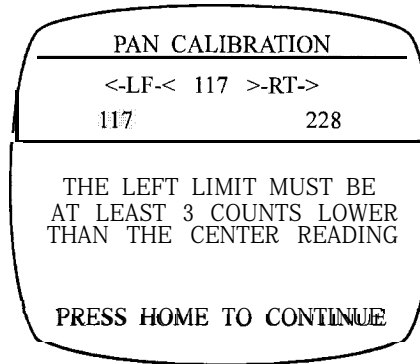 PAN CALIBRATION
<-LF-< 117 >-RT->
117 228
THE LEFT LIMIT MUST BE
AT LEAST 3 COUNTS LOWER
THAN THE CENTER READING
PRESS HOME TO CONTINUE